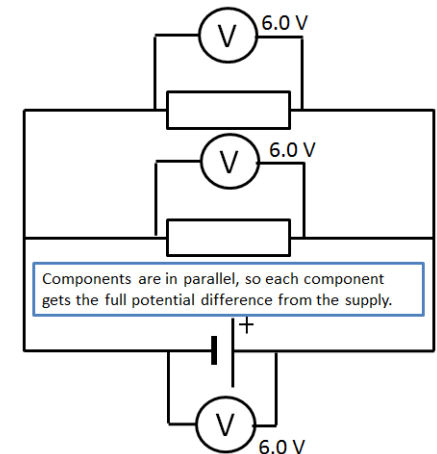 6.0 V
V
6.0 V
V
Components are in parallel, so each component
gets the full potential difference from the supply.
+
V
6.0 V